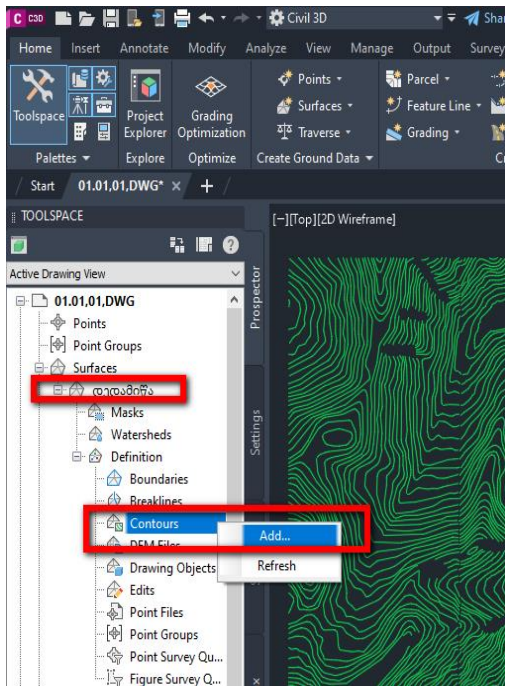 C C3D Civil 3D Shar
Home Insert Annotate Modify Analyze View Manage Output Survey
Points Parcel
Surfaces Feature Line
Traverse Grading
Toolspace Project Explorer Grading Optimization
Palettes Explore Optimize Create Ground Data
Start 01.01,01,DWG* × +
TOOLSPACE
[–][Top][2D Wireframe]
Active Drawing View
Prospector
Settings
01.01,01,DWG
Points
Point Groups
Surfaces
დედამიწა
Masks
Watersheds
Definition
Boundaries
Breaklines
Contours
Add...
DEM Files
Refresh
Drawing Objects
Edits
Point Files
Point Groups
Point Survey Qu...
Figure Survey Q...